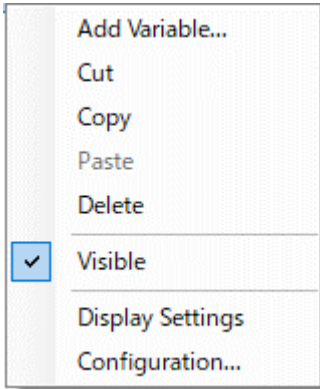 Add Variable...
Cut
Copy
Paste
Delete
Visible
Display Settings
Configuration...